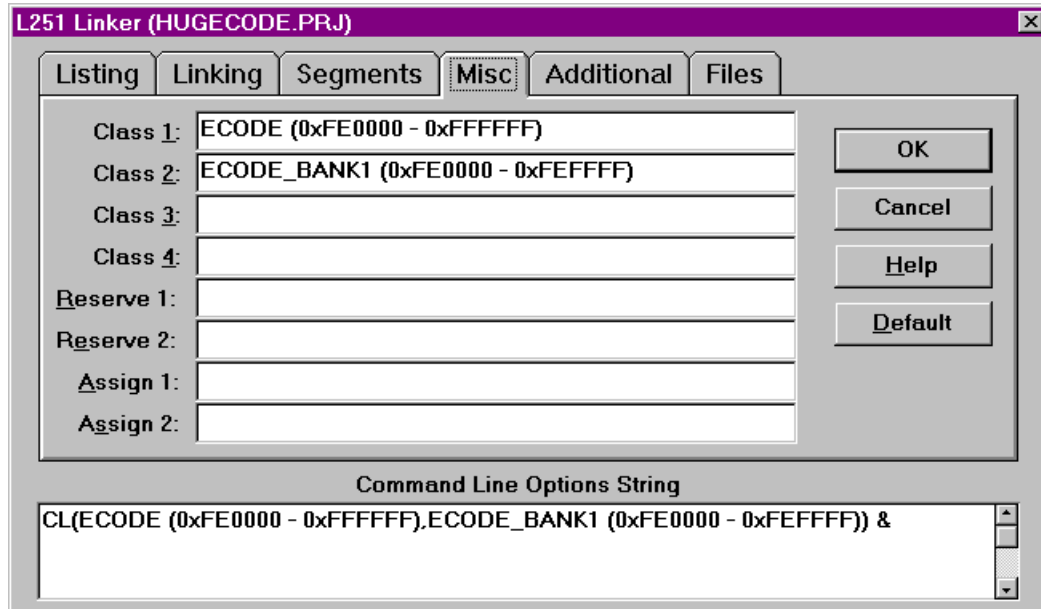 L251 Linker (HUGECODE.PRJ)
Listing Linking Segments Misc Additional Files
Class 1: ECODE (0xFE0000 - 0xFFFFFF)
OK
Class 2: ECODE_BANK1 (0xFE0000 - 0xFEFFFF)
Class 3:
Cancel
Class 4:
Help
Reserve 1:
Default
Reserve 2:
Assign 1:
Assign 2:
Command Line Options String
CL(ECODE (0xFE0000 - 0xFFFFFF),ECODE_BANK1 (0xFE0000 - 0xFEFFFF)) &